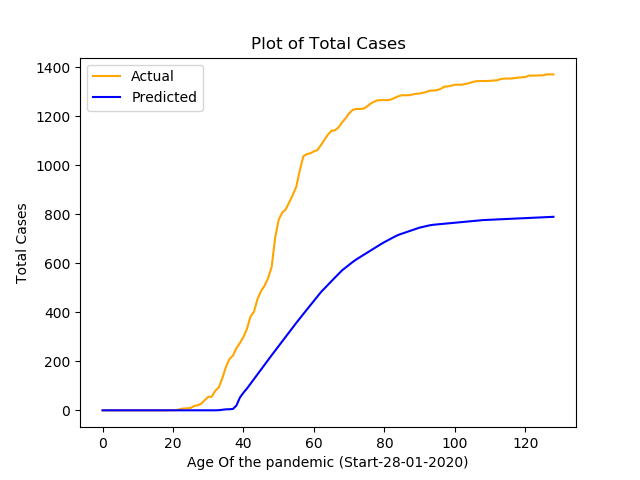 Plot of Total Cases
Actual
Predicted
1400
1200
1000
800
600
400
200
0
Total Cases
0 20 40 60 80 100 120
Age Of the pandemic (Start-28-01-2020)